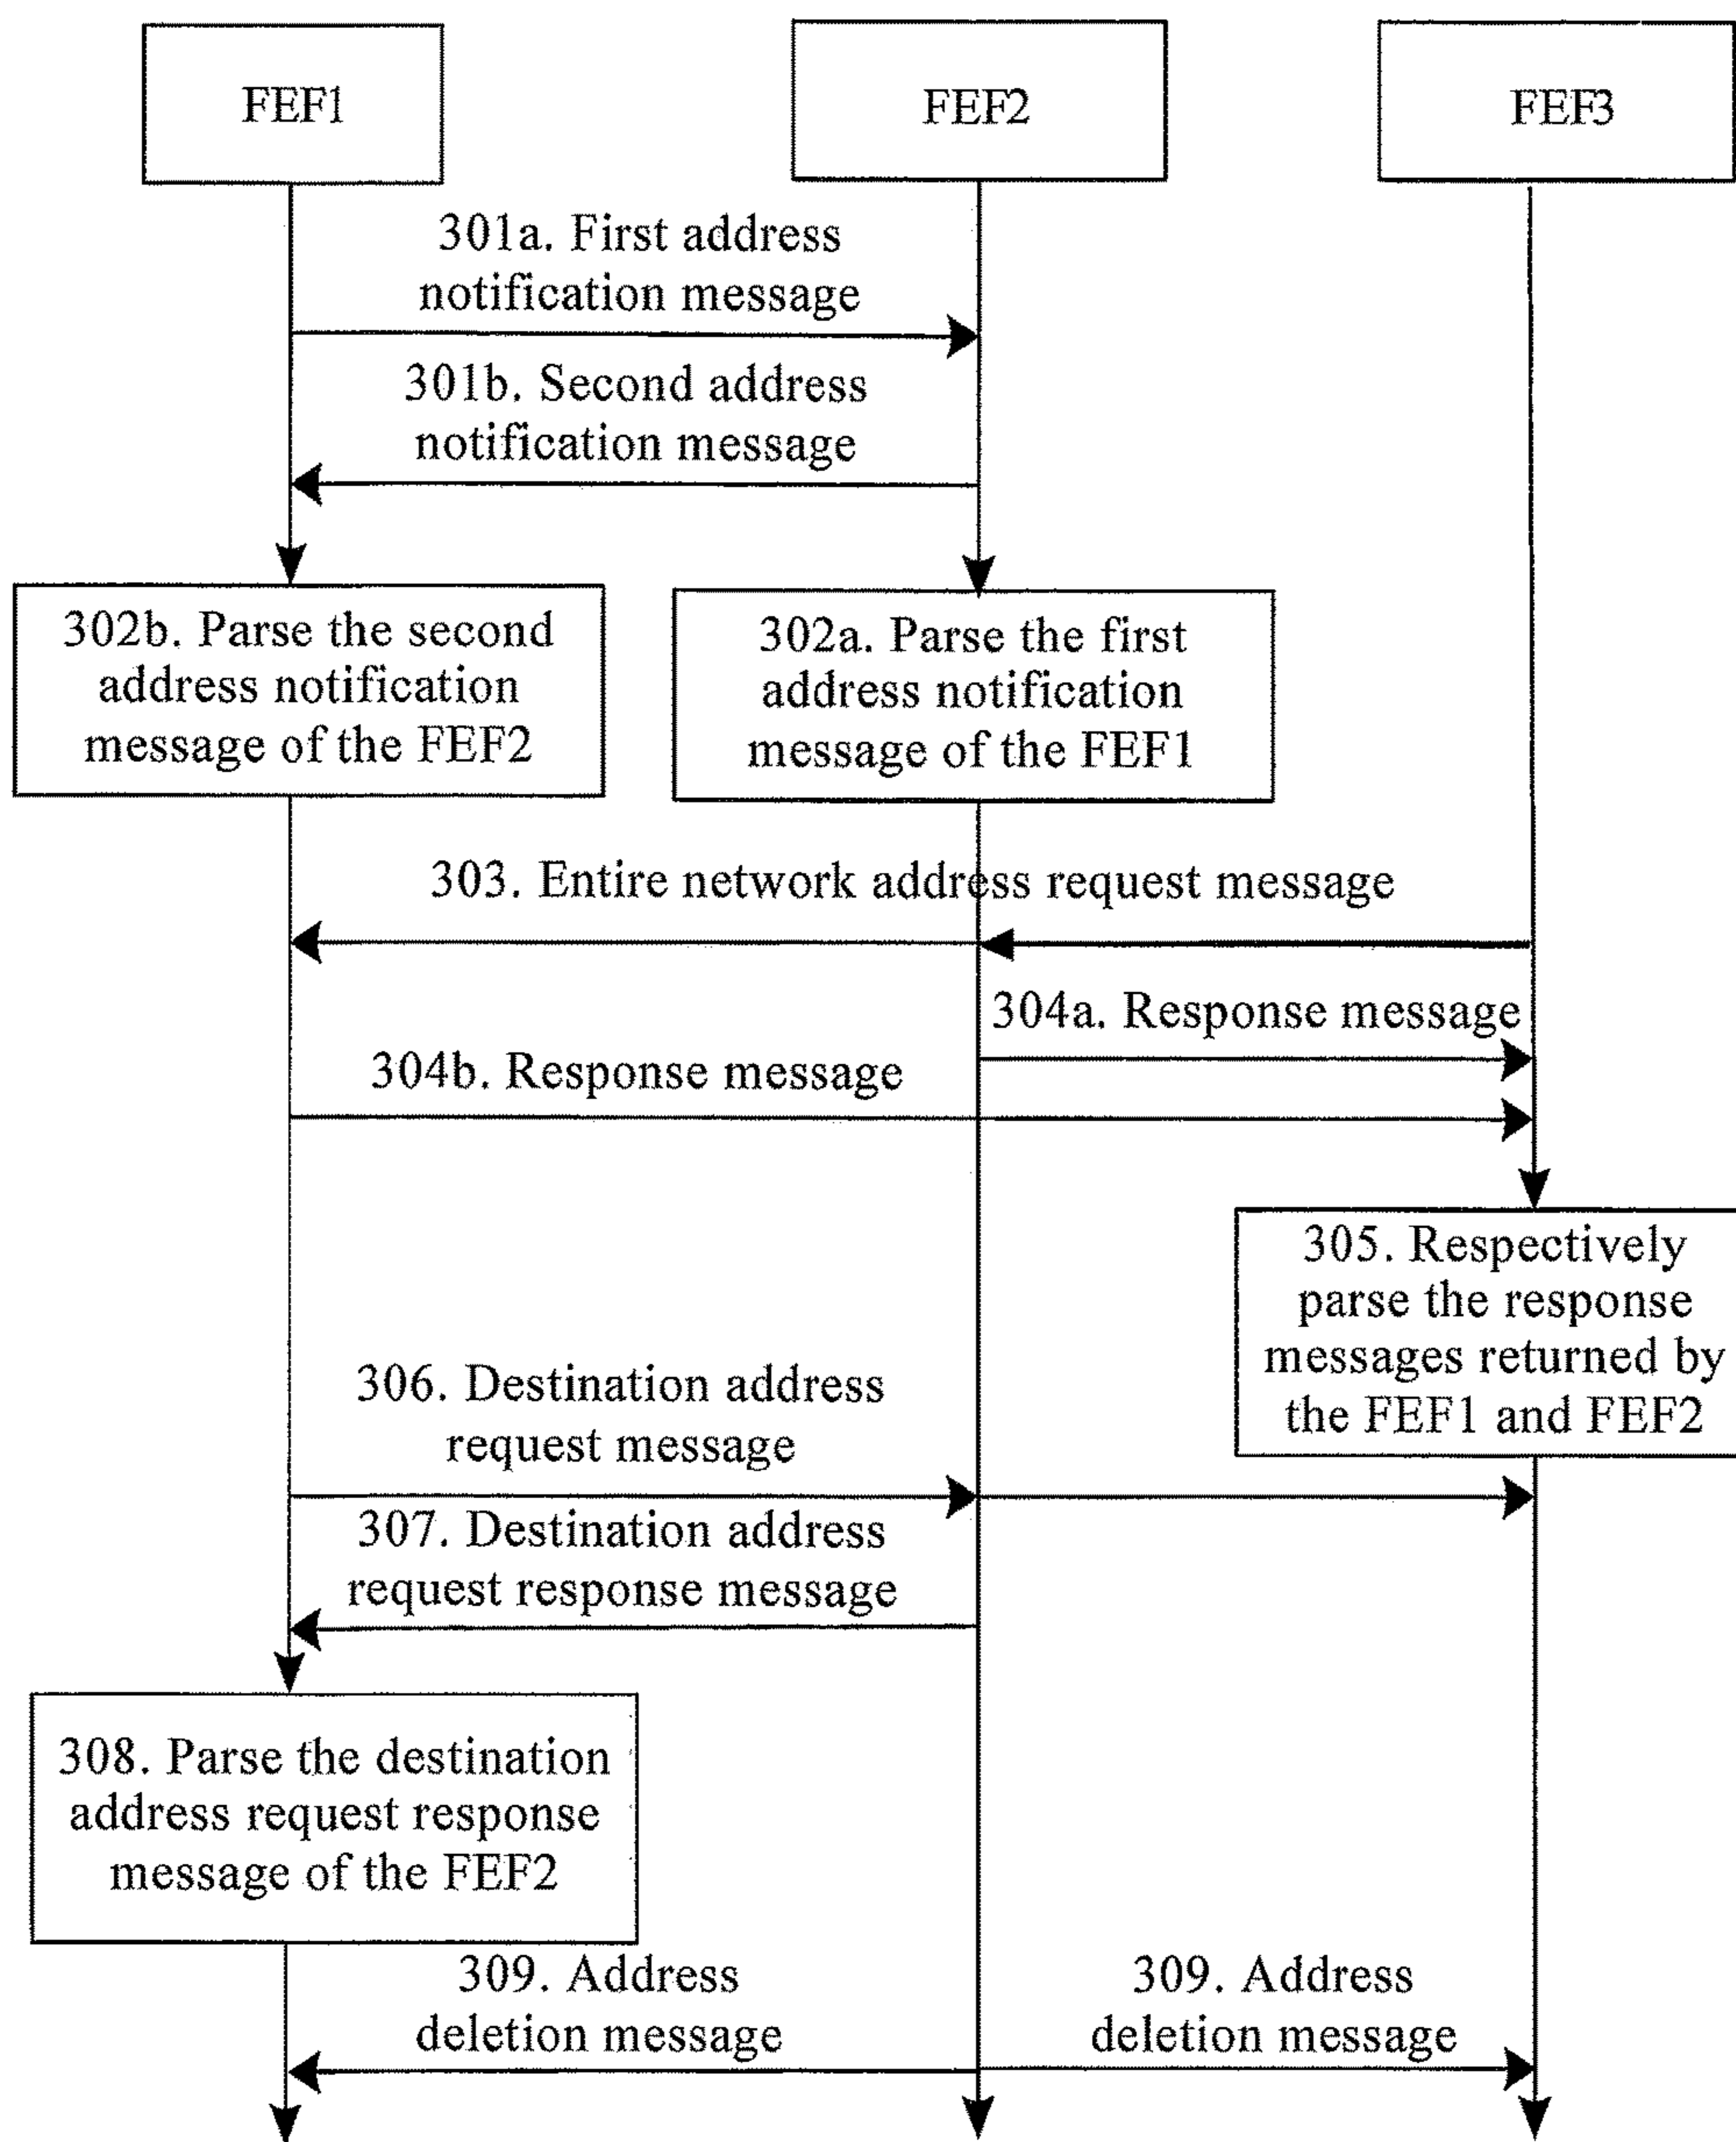 FEF1
FEF2
FEF3
301a. First address
notification message
301b. Second address
notification message
302b. Parse the second
address notification
message of the FEF2
302a. Parse the first
address notification
message of the FEF1
303. Entire network address request message
304a. Response message
304b. Response message
305. Respectively
parse the response
messages returned by
the FEF1 and FEF2
306. Destination address
request message
307. Destination address
request response message
308. Parse the destination
address request response
message of the FEF2
309. Address
deletion message
309. Address
deletion message